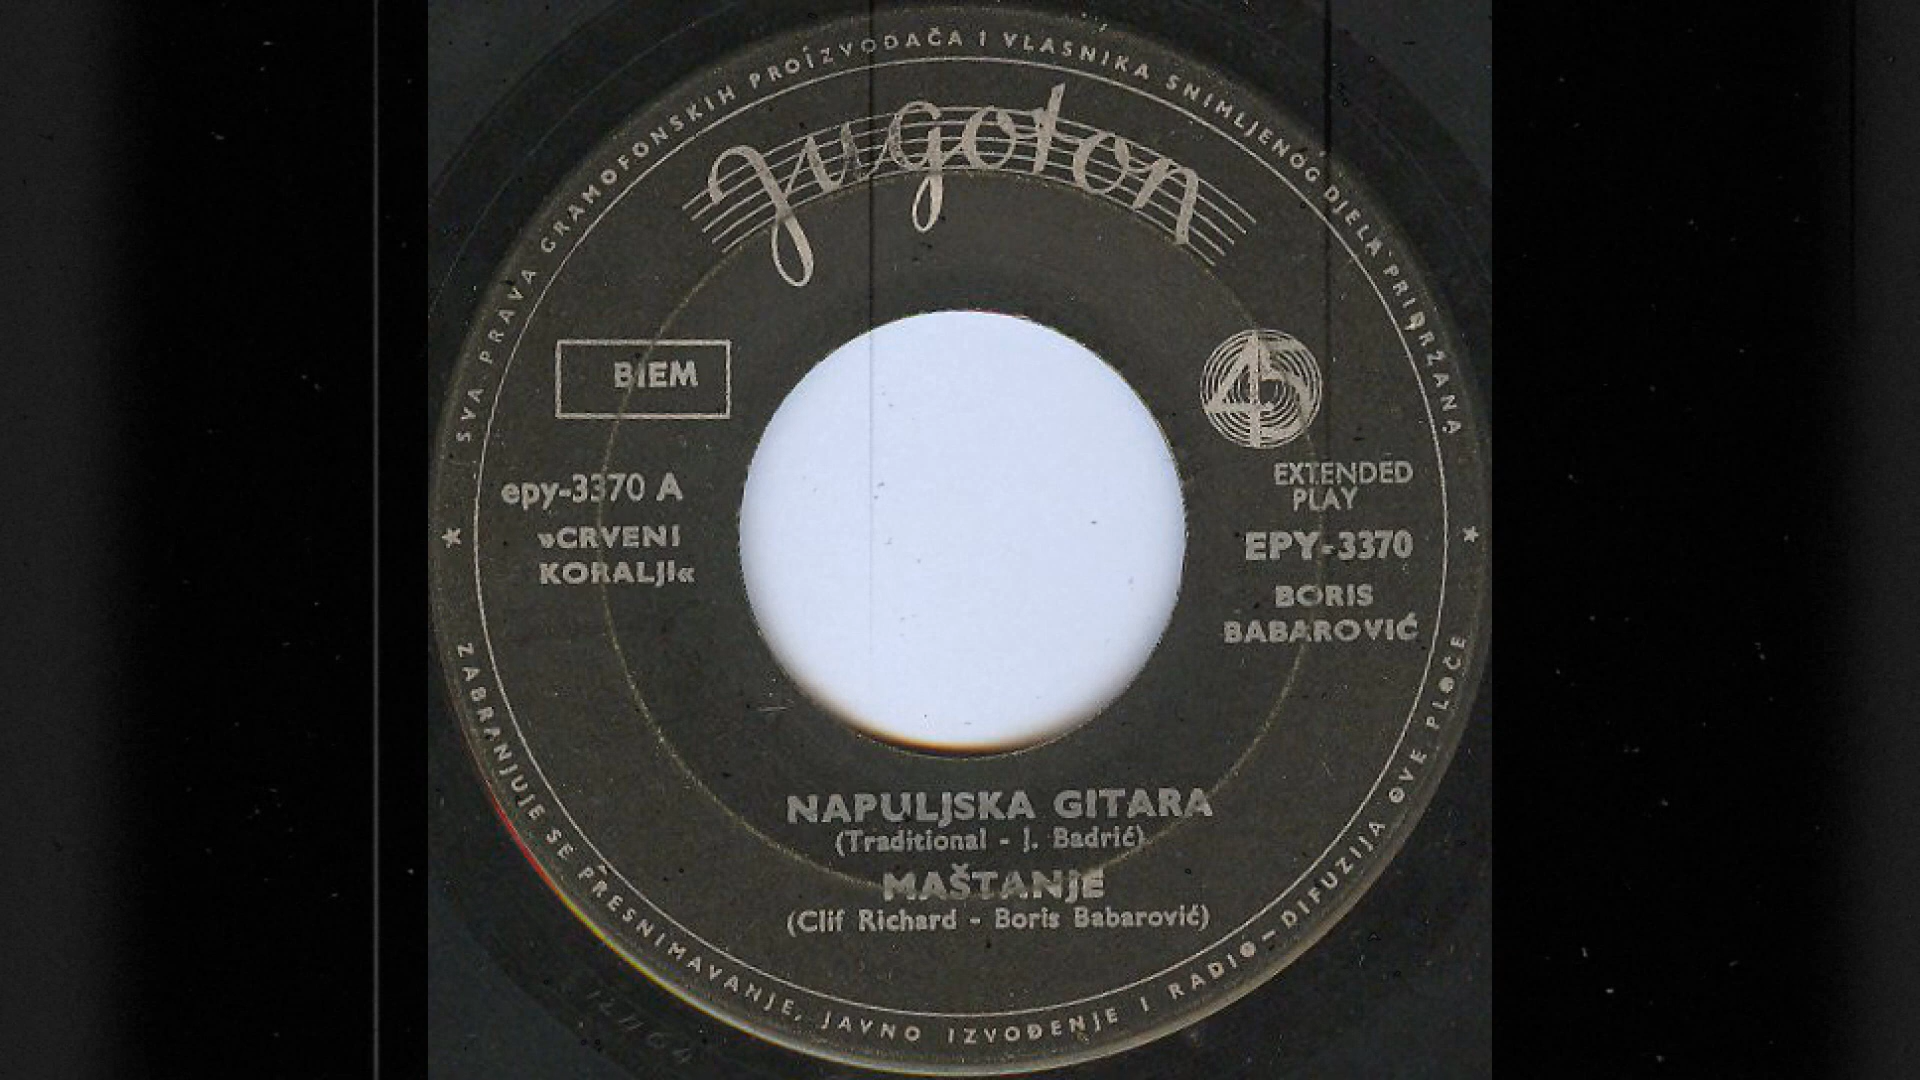 SVA PRAVA GRAMOFONSKIH PROIZVOĐAČA I VLASNIKA SNIMLJENOG DJELA PRIDRŽANA
Jugoton
BIEM
45
epy-3370 A
»CRVENI
KORALJI«
EXTENDED
PLAY
EPY-3370
BORIS
BABAROVIĆ
NAPULJSKA GITARA
(Traditional - J. Badrić)
MAŠTANJE
(Clif Richard - Boris Babarović)
ZABRANJUJE SE PRESNIMAVANJE, JAVNO IZVOĐENJE I RADIO-DIFUZIJA OVE PLOČE